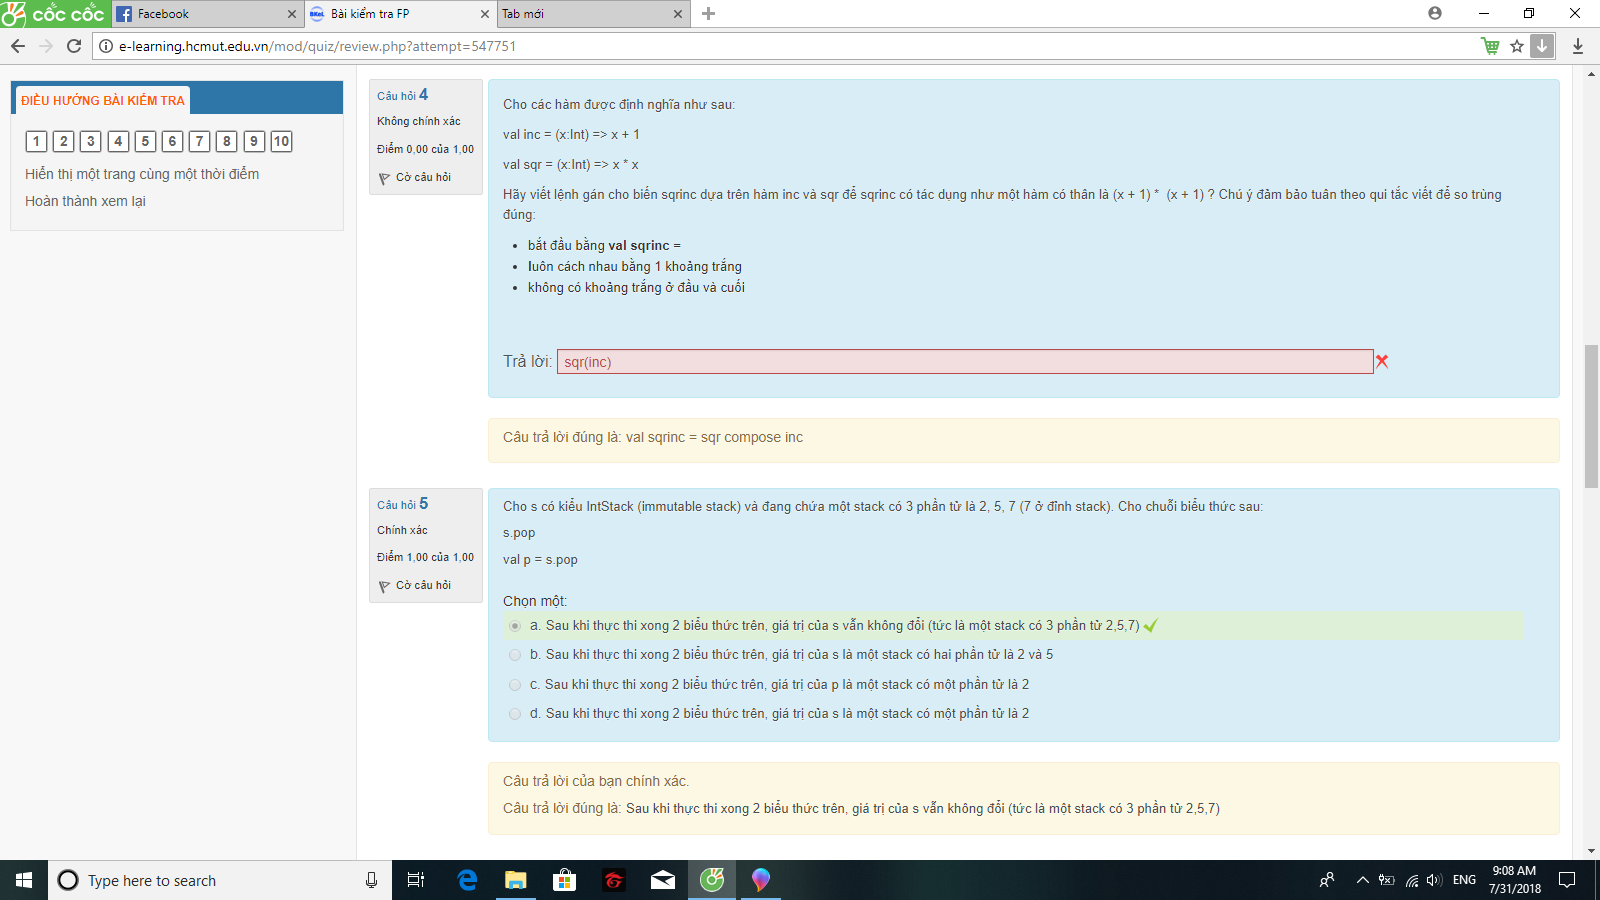 cốc cốc
Facebook
Bài kiểm tra FP
Tab mới
e-learning.hcmut.edu.vn/mod/quiz/review.php?attempt=547751
ĐIỀU HƯỚNG BÀI KIỂM TRA
1 2 3 4 5 6 7 8 9 10
Hiển thị một trang cùng một thời điểm
Hoàn thành xem lại
Câu hỏi 4
Không chính xác
Điểm 0,00 của 1,00
Cờ câu hỏi
Cho các hàm được định nghĩa như sau:
val inc = (x:Int) => x + 1
val sqr = (x:Int) => x * x
Hãy viết lệnh gán cho biến sqrinc dựa trên hàm inc và sqr để sqrinc có tác dụng như một hàm có thân là (x + 1) * (x + 1) ? Chú ý đảm bảo tuân theo qui tắc viết để so trùng
đúng:
bắt đầu bằng val sqrinc =
luôn cách nhau bằng 1 khoảng trắng
không có khoảng trắng ở đầu và cuối
Trả lời: sqr(inc)
Câu trả lời đúng là: val sqrinc = sqr compose inc
Câu hỏi 5
Chính xác
Điểm 1,00 của 1,00
Cờ câu hỏi
Cho s có kiểu IntStack (immutable stack) và đang chứa một stack có 3 phần tử là 2, 5, 7 (7 ở đỉnh stack). Cho chuỗi biểu thức sau:
s.pop
val p = s.pop
Chọn một:
a. Sau khi thực thi xong 2 biểu thức trên, giá trị của s vẫn không đổi (tức là một stack có 3 phần tử 2,5,7)
b. Sau khi thực thi xong 2 biểu thức trên, giá trị của s là một stack có hai phần tử là 2 và 5
c. Sau khi thực thi xong 2 biểu thức trên, giá trị của p là một stack có một phần tử là 2
d. Sau khi thực thi xong 2 biểu thức trên, giá trị của s là một stack có một phần tử là 2
Câu trả lời của bạn chính xác.
Câu trả lời đúng là: Sau khi thực thi xong 2 biểu thức trên, giá trị của s vẫn không đổi (tức là một stack có 3 phần tử 2,5,7)
Type here to search
ENG
9:08 AM
7/31/2018